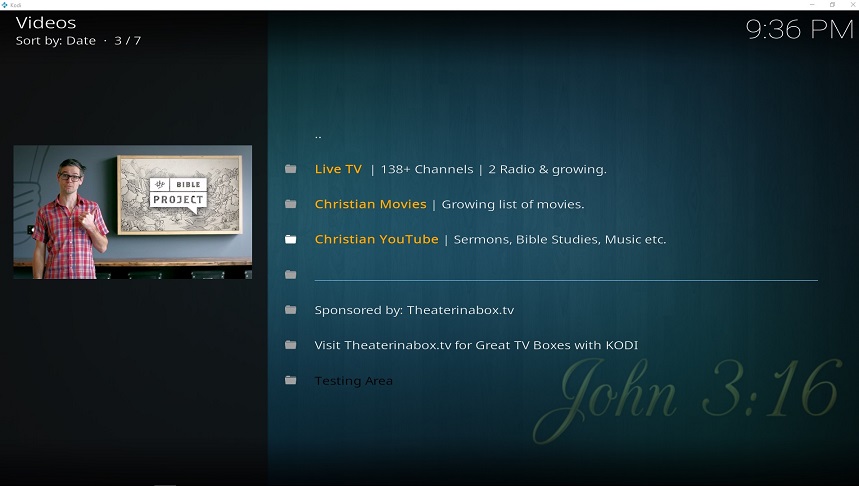 Kodi
Videos
Sort by: Date · 3 / 7
9:36 PM
..
Live TV | 138+ Channels | 2 Radio & growing.
Christian Movies | Growing list of movies.
Christian YouTube | Sermons, Bible Studies, Music etc.
Sponsored by: Theaterinabox.tv
Visit Theaterinabox.tv for Great TV Boxes with KODI
Testing Area
BIBLE
PROJECT
John 3:16